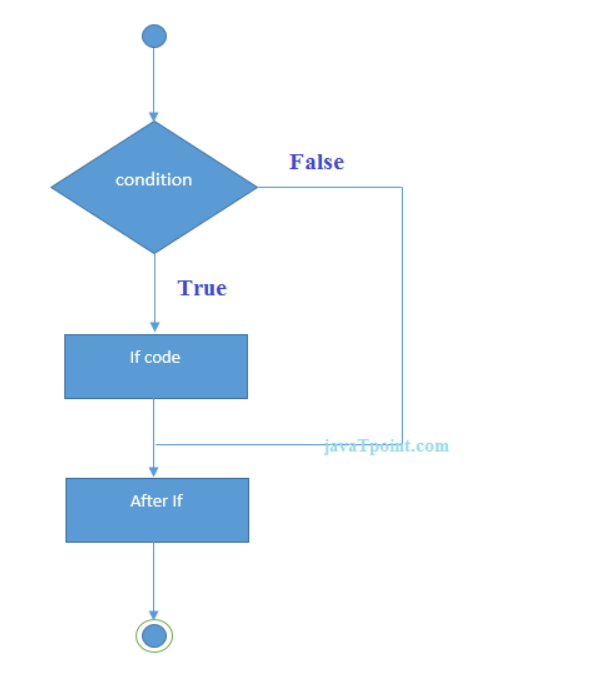 condition
False
True
If code
javaTpoint.com
After If